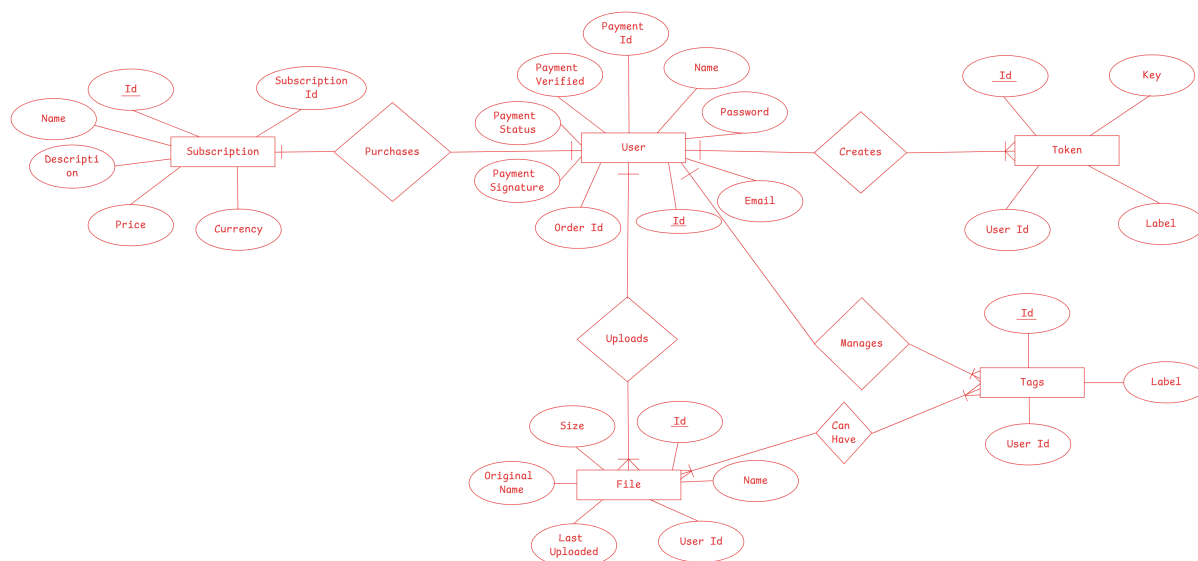 Payment
Id
Payment
Verified
Name
Id
Subscription
Id
Id
Key
Name
Payment
Status
Password
Subscription
Purchases
User
Creates
Token
Descripti
on
Payment
Signature
Email
Price
Currency
Order Id
Id
User Id
Label
Id
Uploads
Manages
Tags
Label
Size
Id
Can
Have
User Id
Original
Name
File
Name
Last
Uploaded
User Id